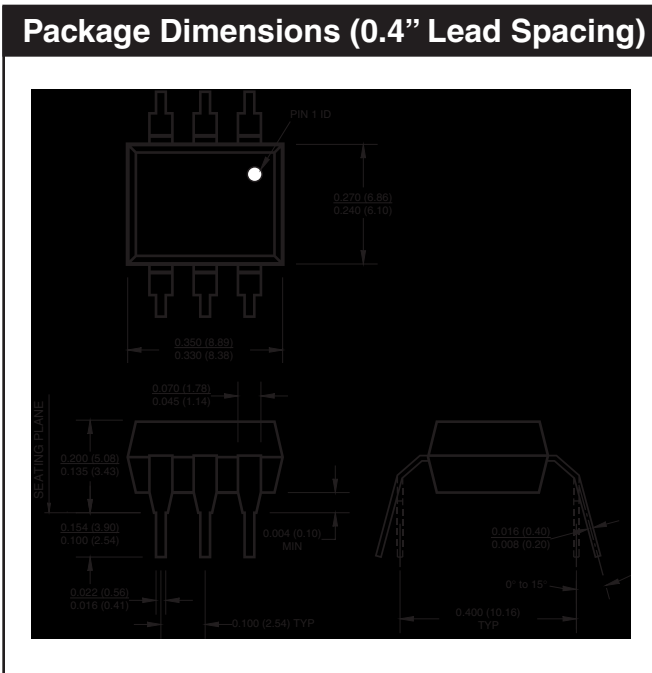 Package Dimensions (0.4” Lead Spacing)
PIN 1 ID
0.270 (6.86)
0.240 (6.10)
0.350 (8.89)
0.330 (8.38)
0.070 (1.78)
0.045 (1.14)
SEATING PLANE
0.200 (5.08)
0.135 (3.43)
0.154 (3.90)
0.100 (2.54)
0.004 (0.10)
MIN
0.016 (0.40)
0.008 (0.20)
0.022 (0.56)
0.016 (0.41)
0° to 15°
0.100 (2.54) TYP
0.400 (10.16)
TYP